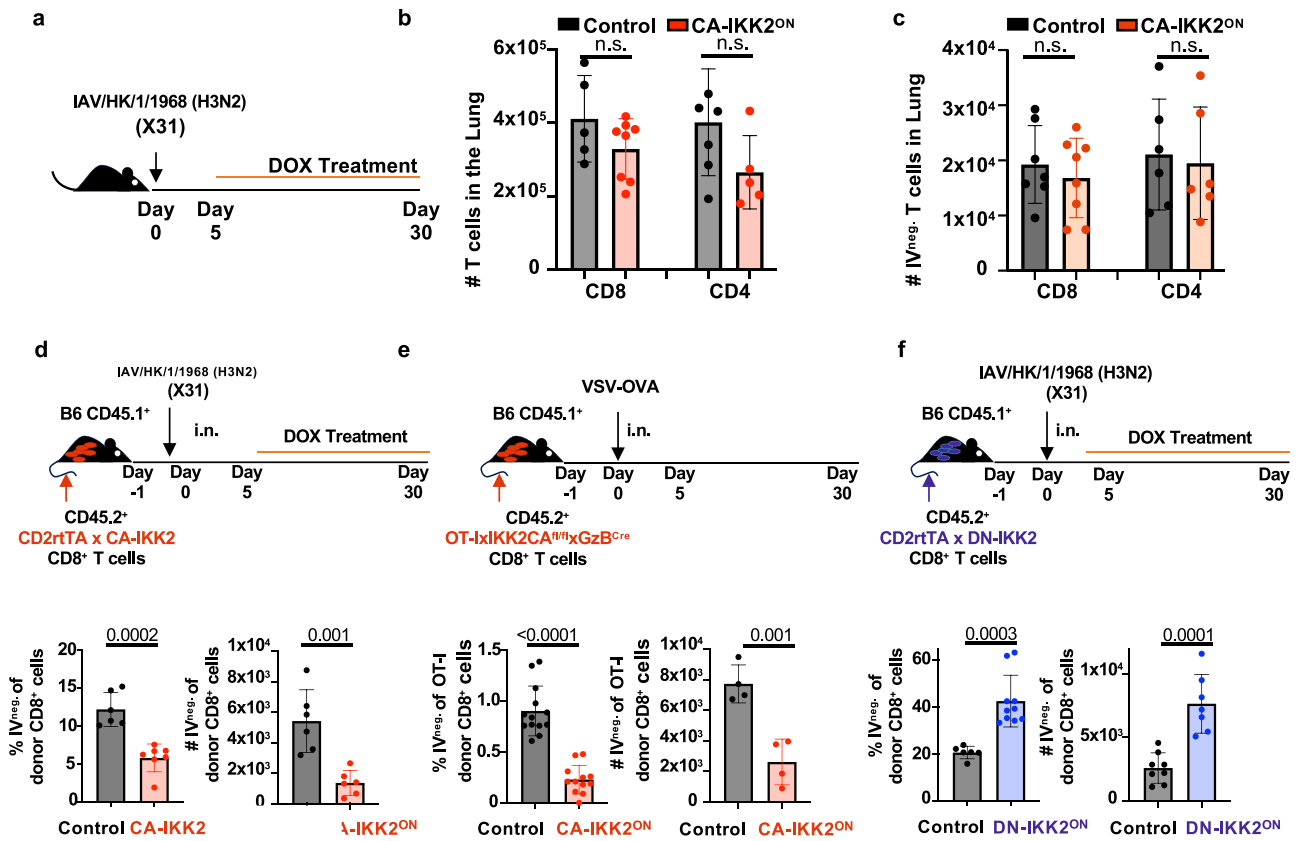 a
IAV/HK/1/1968 (H3N2)
(X31)
DOX Treatment
Day
0
Day
5
Day
30
b
Control CA-IKK2ON
n.s. n.s.
# T cells in the Lung
6x10⁵
4x10⁵
2x10⁵
0
CD8 CD4
c
Control CA-IKK2ON
n.s. n.s.
# IVneg. T cells in Lung
4x10⁴
3x10⁴
2x10⁴
1x10⁴
0
CD8 CD4
d
IAV/HK/1/1968 (H3N2)
(X31)
B6 CD45.1⁺
i.n.
DOX Treatment
Day
-1
Day
0
Day
5
Day
30
CD45.2⁺
CD2rtTA x CA-IKK2
CD8⁺ T cells
% IVneg. of
donor CD8⁺ cells
20
15
10
5
0
0.0002
Control CA-IKK2
# IVneg. of
donor CD8⁺ cells
1x10⁴
8x10³
6x10³
4x10³
2x10³
0
0.001
-IKK2ON
e
VSV-OVA
B6 CD45.1⁺
i.n.
Day
-1
Day
0
Day
5
Day
30
CD45.2⁺
OT-IxIKK2CAfl/flxGzBCre
CD8⁺ T cells
% IVneg. of OT-I
donor CD8⁺ cells
1.5
1.0
0.5
0.0
<0.0001
Control CA-IKK2ON
# IVneg. of OT-I
donor CD8⁺ cells
1x10⁴
8x10³
6x10³
4x10³
2x10³
0
0.001
Control CA-IKK2ON
f
IAV/HK/1/1968 (H3N2)
(X31)
B6 CD45.1⁺
i.n.
DOX Treatment
Day
-1
Day
0
Day
5
Day
30
CD45.2⁺
CD2rtTA x DN-IKK2
CD8⁺ T cells
% IVneg. of
donor CD8⁺ cells
60
40
20
0
0.0003
Control DN-IKK2ON
# IVneg. of
donor CD8⁺ cells
1x10⁴
5x10³
0
0.0001
Control DN-IKK2ON